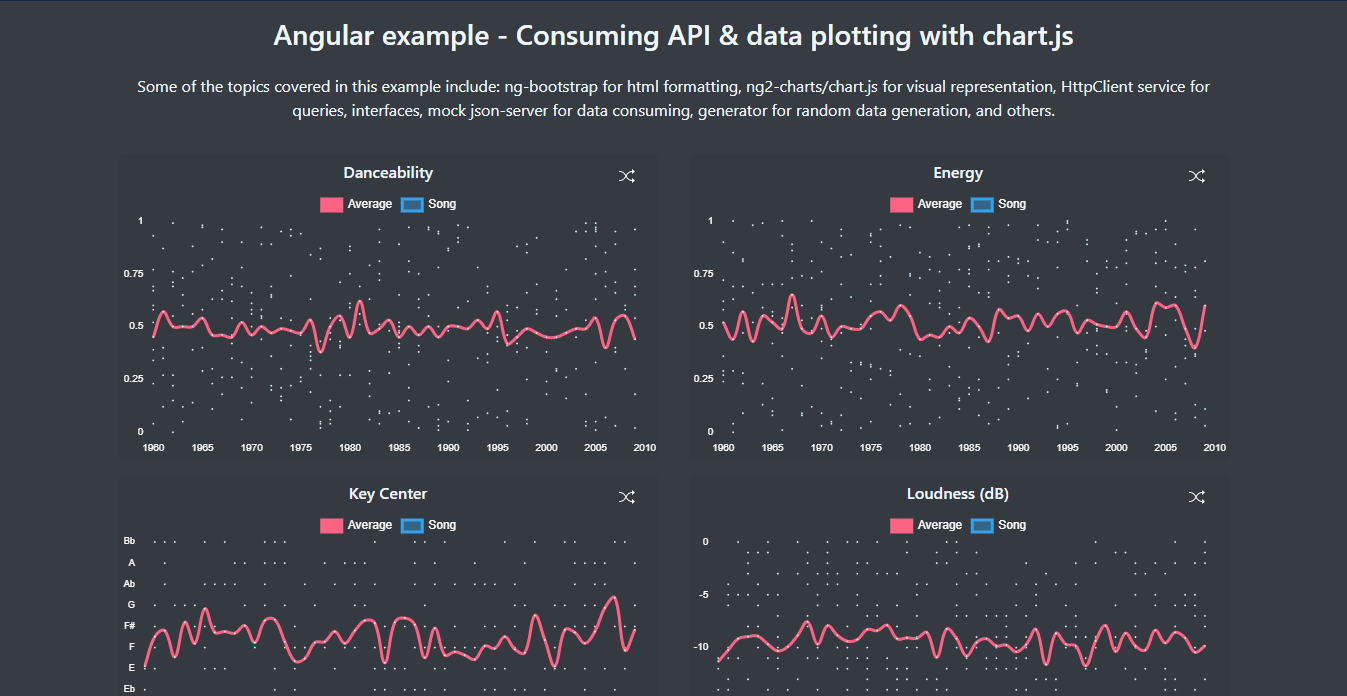 Angular example - Consuming API & data plotting with chart.js
Some of the topics covered in this example include: ng-bootstrap for html formatting, ng2-charts/chart.js for visual representation, HttpClient service for
queries, interfaces, mock json-server for data consuming, generator for random data generation, and others.
Danceability
Average Song
1
0.75
0.5
0.25
0
1960 1965 1970 1975 1980 1985 1990 1995 2000 2005 2010
Energy
Average Song
1
0.75
0.5
0.25
0
1960 1965 1970 1975 1980 1985 1990 1995 2000 2005 2010
Key Center
Average Song
Bb
A
Ab
G
F#
F
E
Eb
Loudness (dB)
Average Song
0
-5
-10